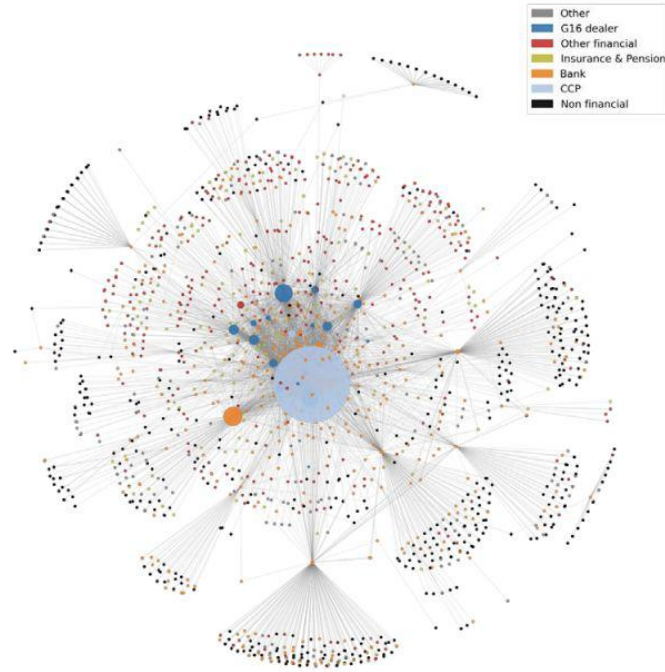 Other
G16 dealer
Other financial
Insurance & Pension
Bank
CCP
Non financial